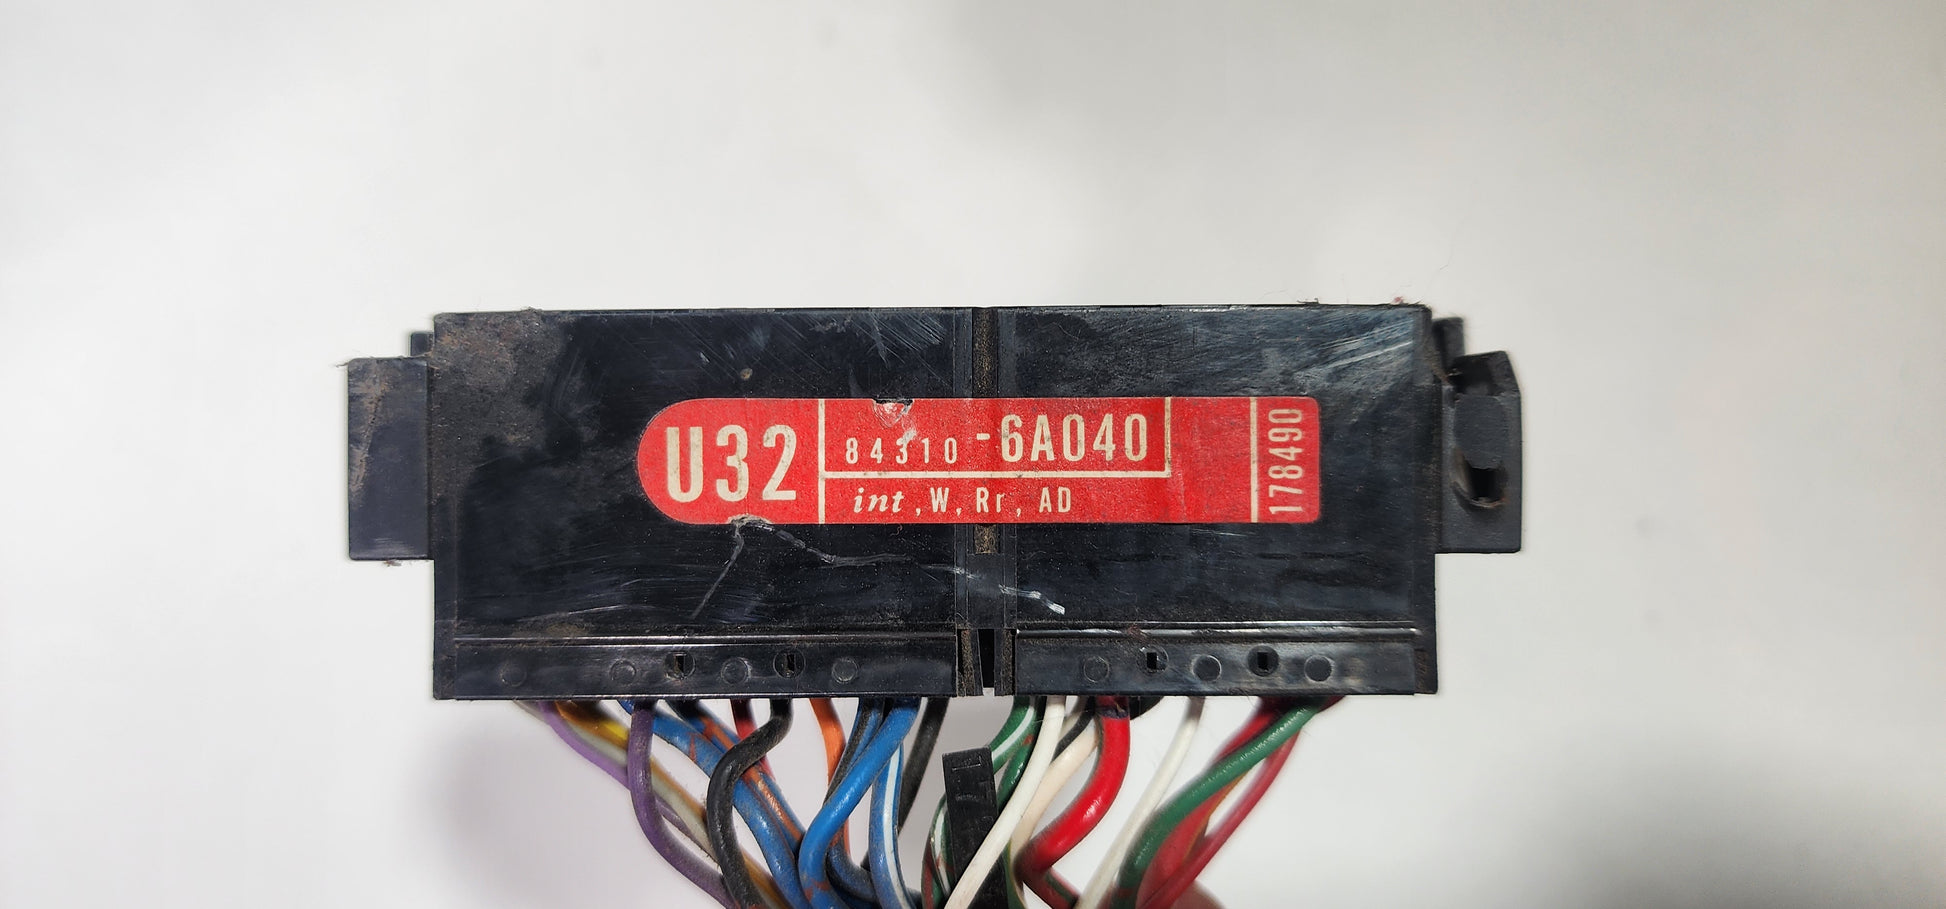 U32
84310-6A040
int, W, Rr, AD
178490